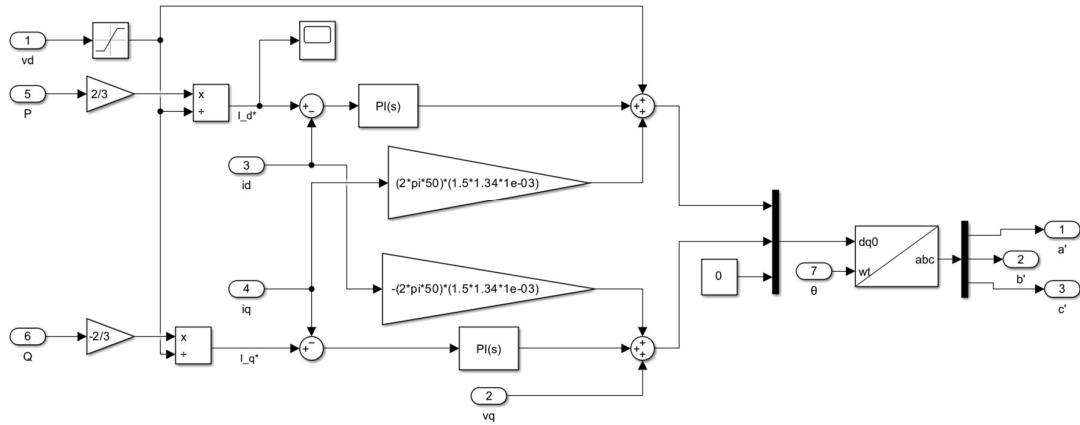 1
vd
5
P
2/3
x
÷
I_d*
+
−
PI(s)
+
+
+
3
id
(2*pi*50)*(1.5*1.34*1e-03)
4
iq
-(2*pi*50)*(1.5*1.34*1e-03)
0
7
θ
dq0
wt
abc
1
a'
2
b'
3
c'
6
Q
-2/3
x
÷
I_q*
+
−
PI(s)
+
+
+
2
vq